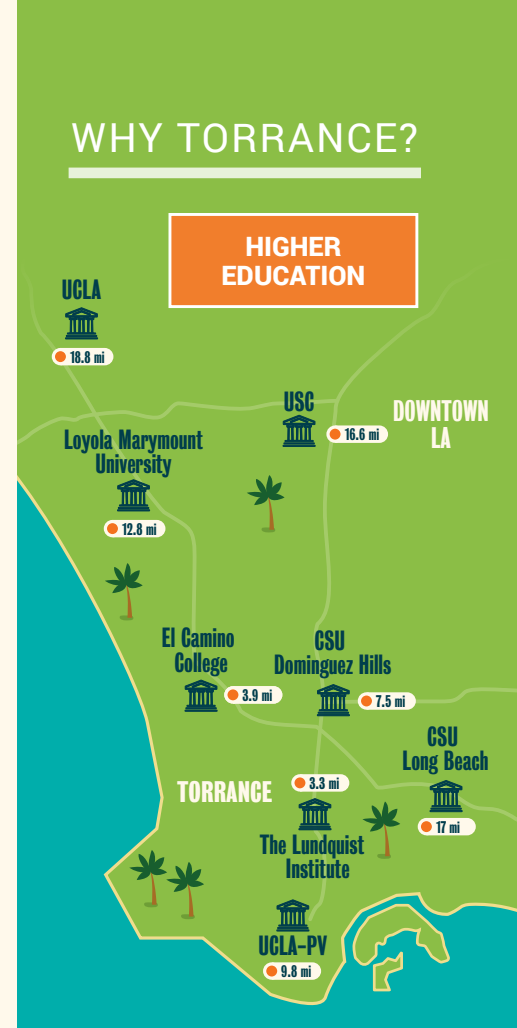 WHY TORRANCE?
HIGHER
EDUCATION
UCLA
18.8 mi
USC
16.6 mi
DOWNTOWN
LA
Loyola Marymount
University
12.8 mi
El Camino
College
3.9 mi
CSU
Dominguez Hills
7.5 mi
CSU
Long Beach
17 mi
TORRANCE
3.3 mi
The Lundquist
Institute
UCLA-PV
9.8 mi